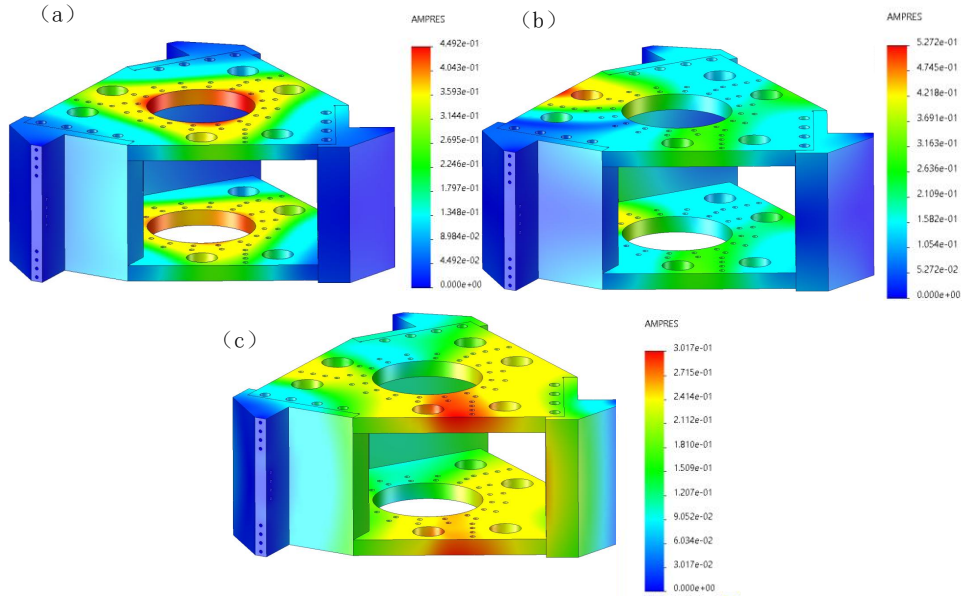 (a)
AMPRES
4.492e-01
4.043e-01
3.593e-01
3.144e-01
2.695e-01
2.246e-01
1.797e-01
1.348e-01
8.984e-02
4.492e-02
0.000e+00
(b)
AMPRES
5.272e-01
4.745e-01
4.218e-01
3.690e-01
3.163e-01
2.636e-01
2.109e-01
1.582e-01
1.054e-01
5.272e-02
0.000e+00
(c)
AMPRES
3.017e-01
2.715e-01
2.414e-01
2.112e-01
1.810e-01
1.509e-01
1.207e-01
9.052e-02
6.034e-02
3.017e-02
0.000e+00